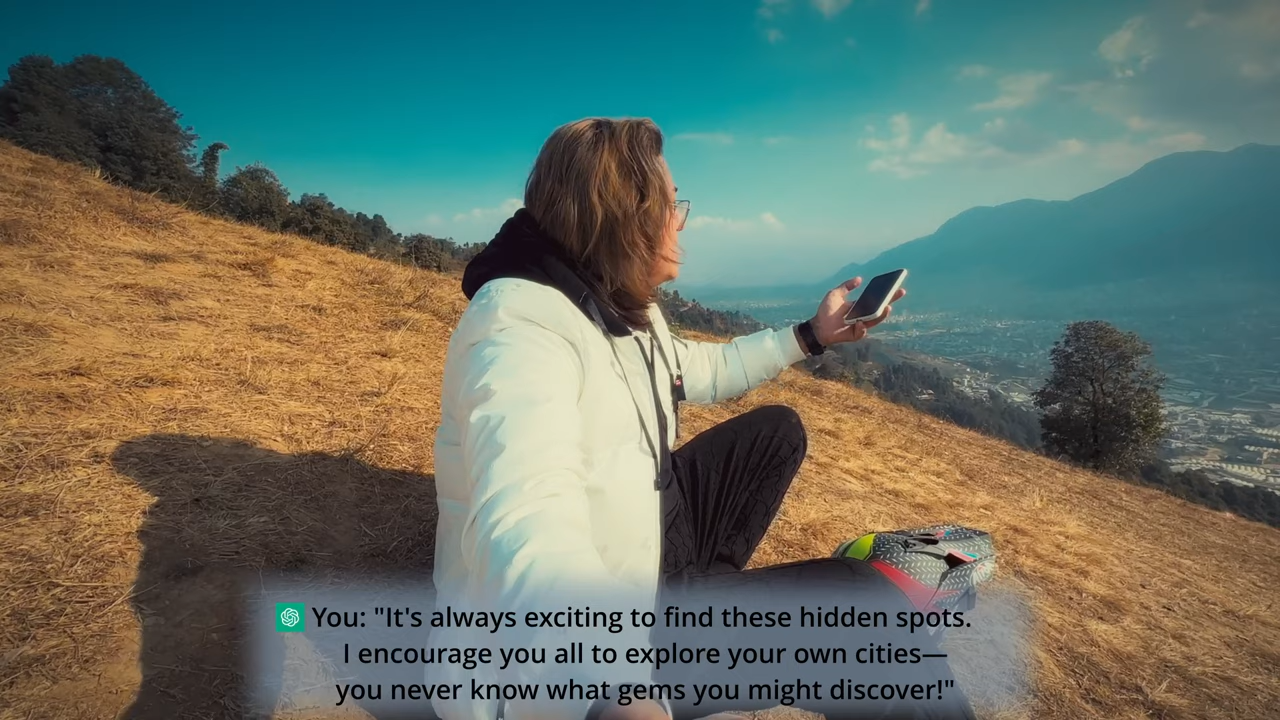 You: "It's always exciting to find these hidden spots.
I encourage you all to explore your own cities—
you never know what gems you might discover!"